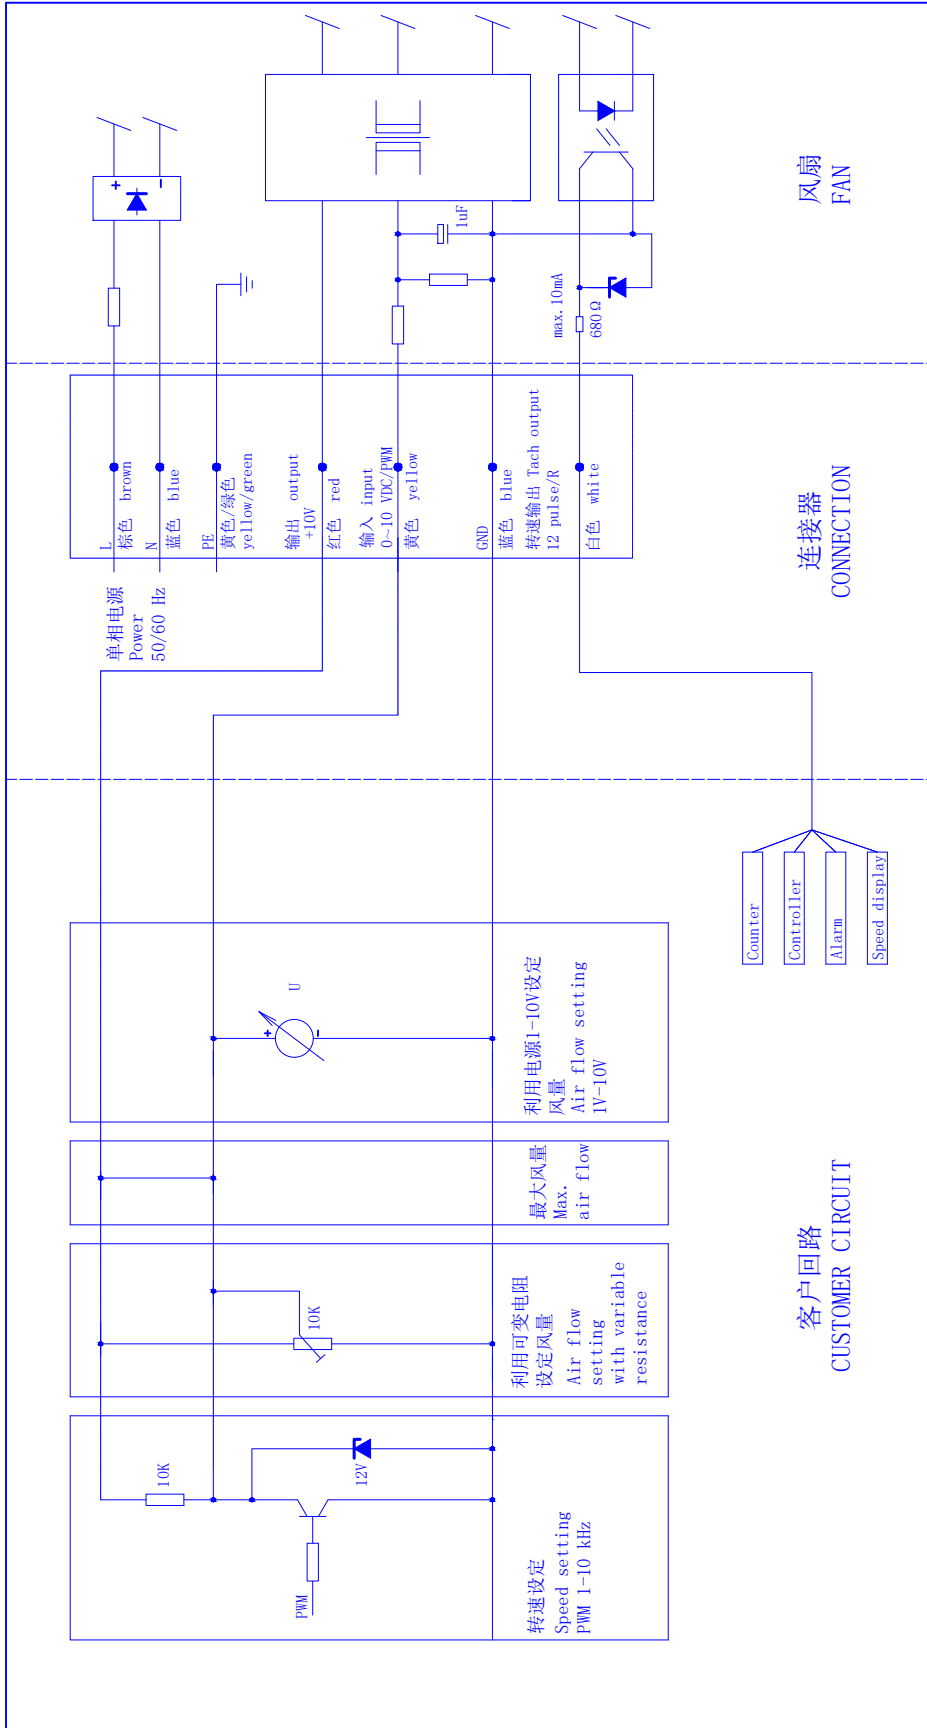 风扇
FAN
+
-
1uF
max.10mA
680Ω
连接器
CONNECTION
L
棕色 brown
N
蓝色 blue
PE
黄色/绿色
yellow/green
输出 output
+10V
红色 red
输入 input
0~10 VDC/PWM
黄色 yellow
GND
蓝色 blue
转速输出 Tach output
12 pulse/R
白色 white
单相电源
Power
50/60 Hz
客户回路
CUSTOMER CIRCUIT
Counter
Controller
Alarm
Speed display
U
+
-
利用电源1-10V设定
风量
Air flow setting
1V-10V
最大风量
Max.
air flow
10K
利用可变电阻
设定风量
Air flow
setting
with variable
resistance
10K
12V
PWM
转速设定
Speed setting
PWM 1-10 kHz